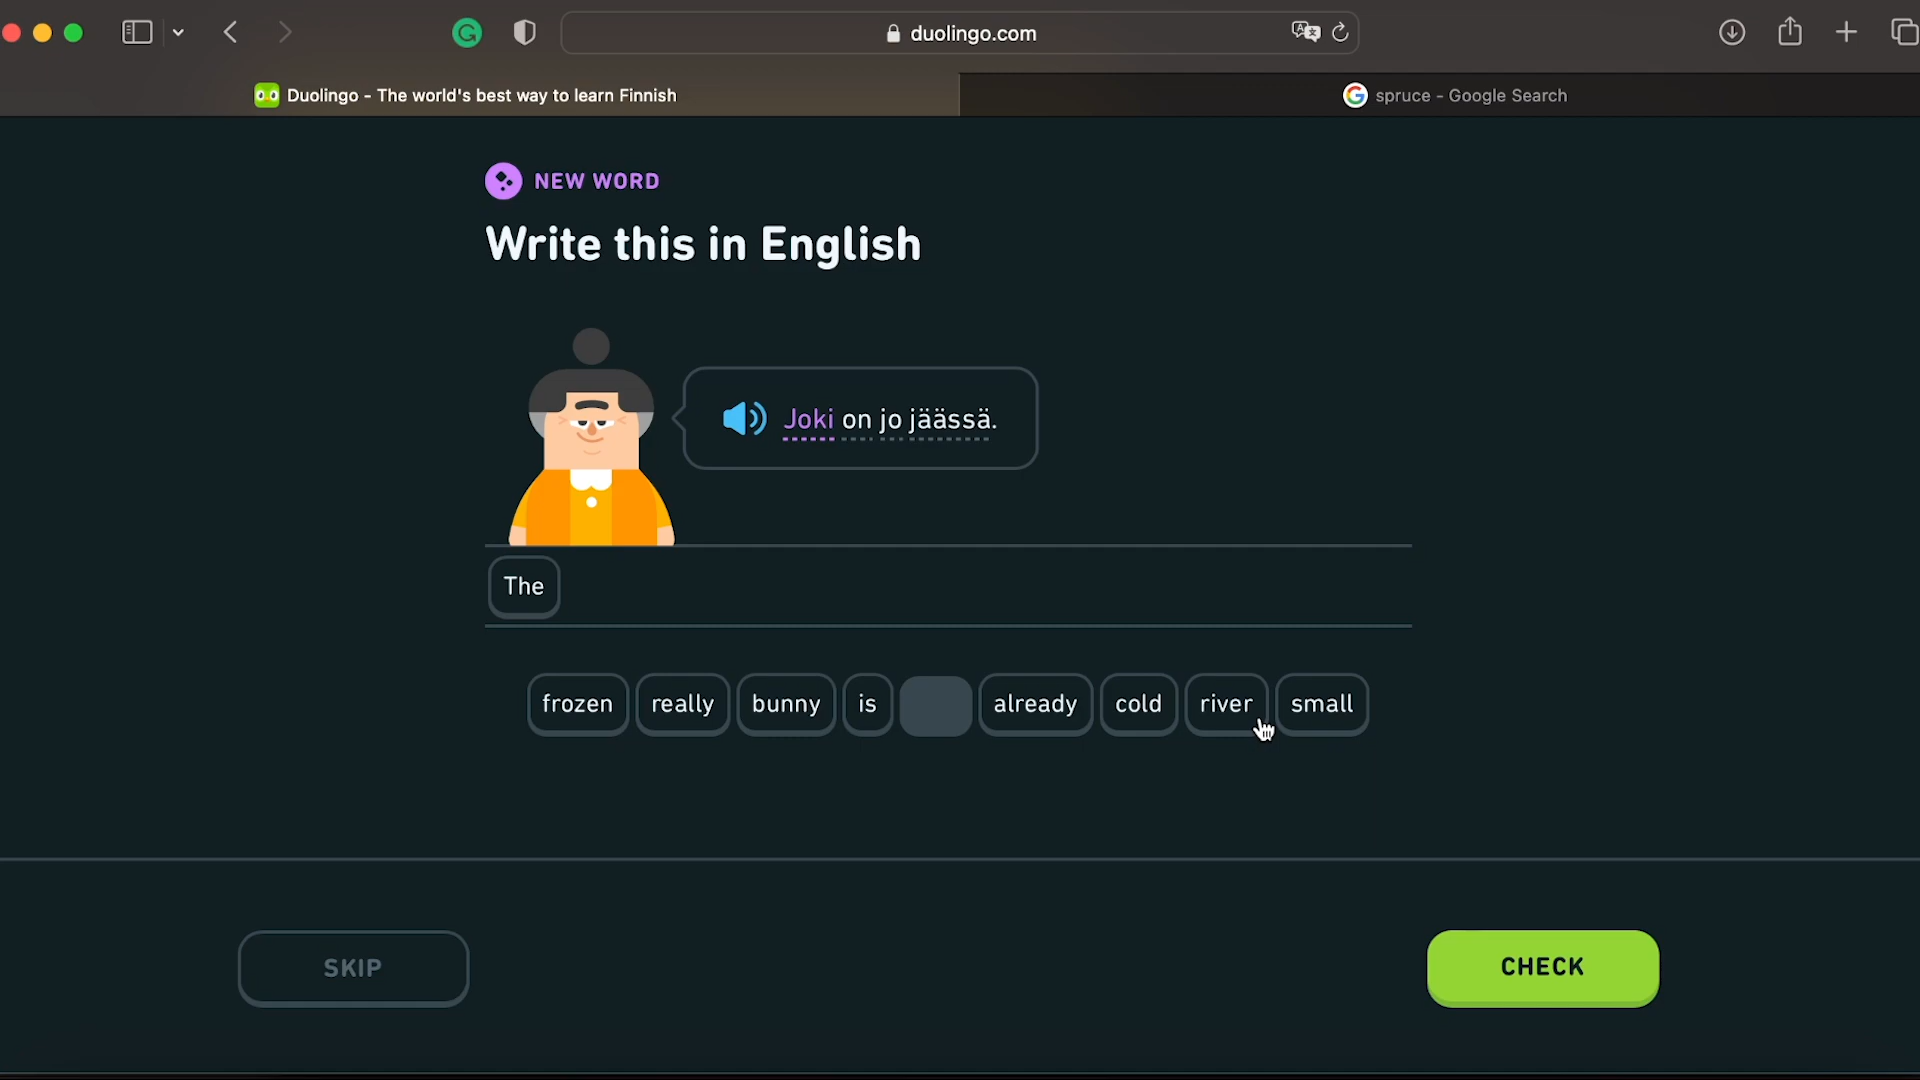 duolingo.com
Duolingo - The world's best way to learn Finnish
spruce - Google Search
NEW WORD
Write this in English
Joki on jo jäässä.
The
frozen really bunny is already cold river small
SKIP
CHECK